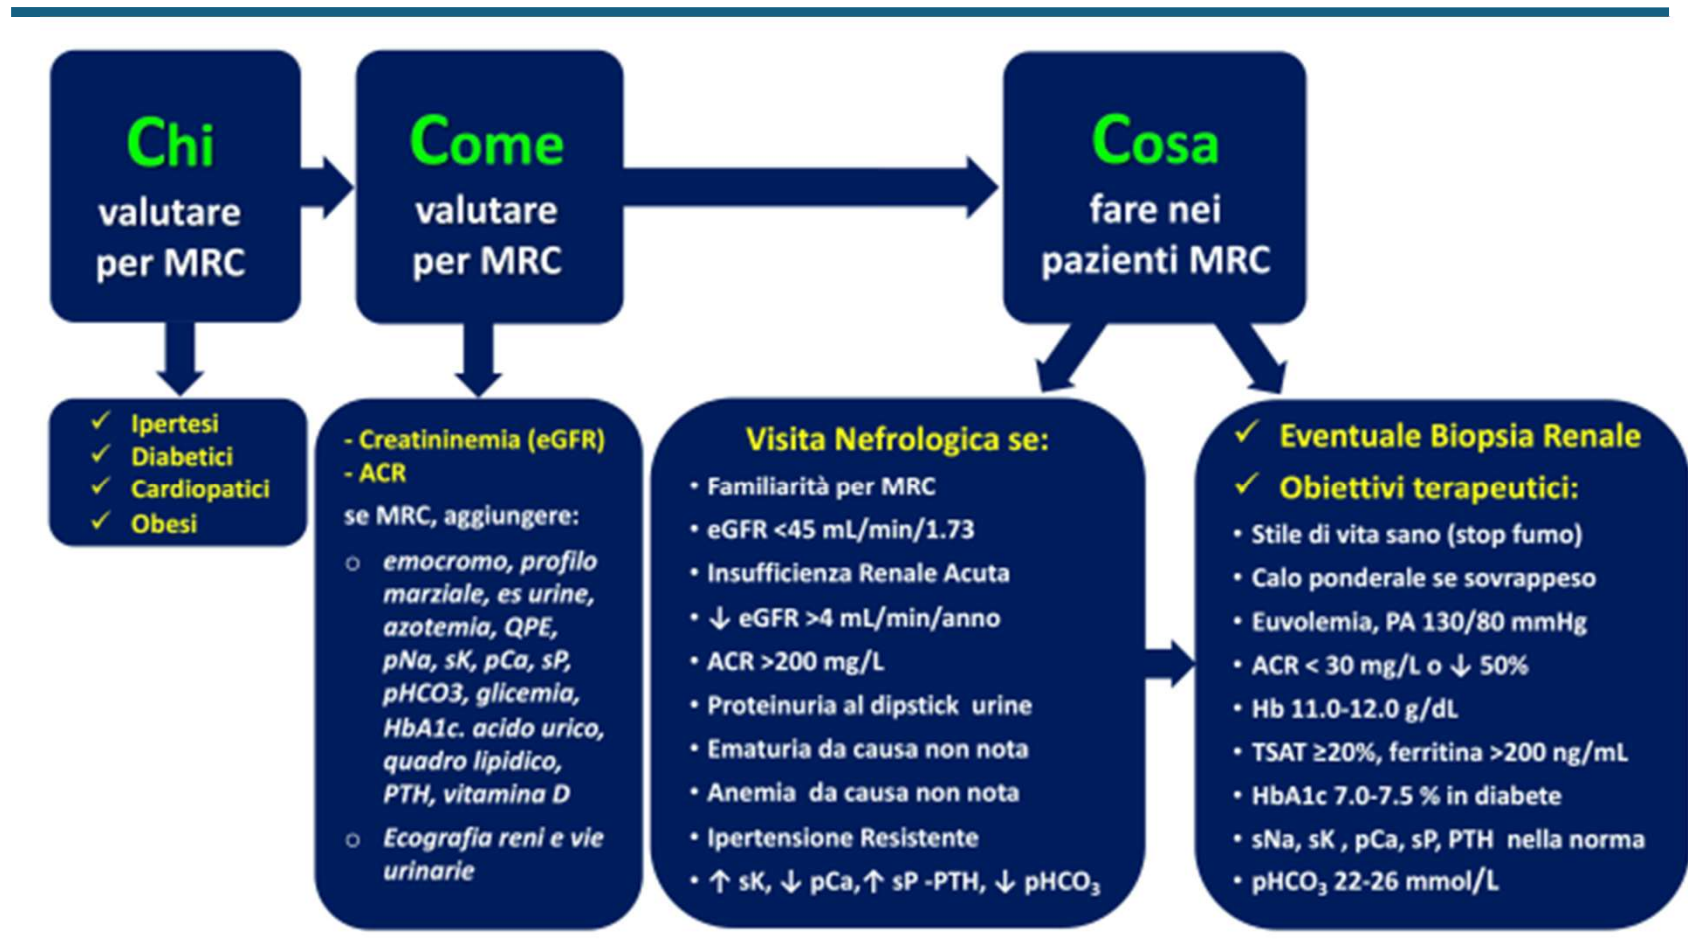 Chi
valutare
per MRC
Come
valutare
per MRC
Cosa
fare nei
pazienti MRC
✓ Ipertesi
✓ Diabetici
✓ Cardiopatici
✓ Obesi
- Creatininemia (eGFR)
- ACR
se MRC, aggiungere:
o emocromo, profilo
marziale, es urine,
azotemia, QPE,
pNa, sK, pCa, sP,
pHCO3, glicemia,
HbA1c. acido urico,
quadro lipidico,
PTH, vitamina D
o Ecografia reni e vie
urinarie
Visita Nefrologica se:
• Familiarità per MRC
• eGFR <45 mL/min/1.73
• Insufficienza Renale Acuta
• ↓ eGFR >4 mL/min/anno
• ACR >200 mg/L
• Proteinuria al dipstick urine
• Ematuria da causa non nota
• Anemia da causa non nota
• Ipertensione Resistente
• ↑ sK, ↓ pCa,↑ sP -PTH, ↓ pHCO₃
✓ Eventuale Biopsia Renale
✓ Obiettivi terapeutici:
• Stile di vita sano (stop fumo)
• Calo ponderale se sovrappeso
• Euvolemia, PA 130/80 mmHg
• ACR < 30 mg/L o ↓ 50%
• Hb 11.0-12.0 g/dL
• TSAT ≥20%, ferritina >200 ng/mL
• HbA1c 7.0-7.5 % in diabete
• sNa, sK , pCa, sP, PTH nella norma
• pHCO₃ 22-26 mmol/L